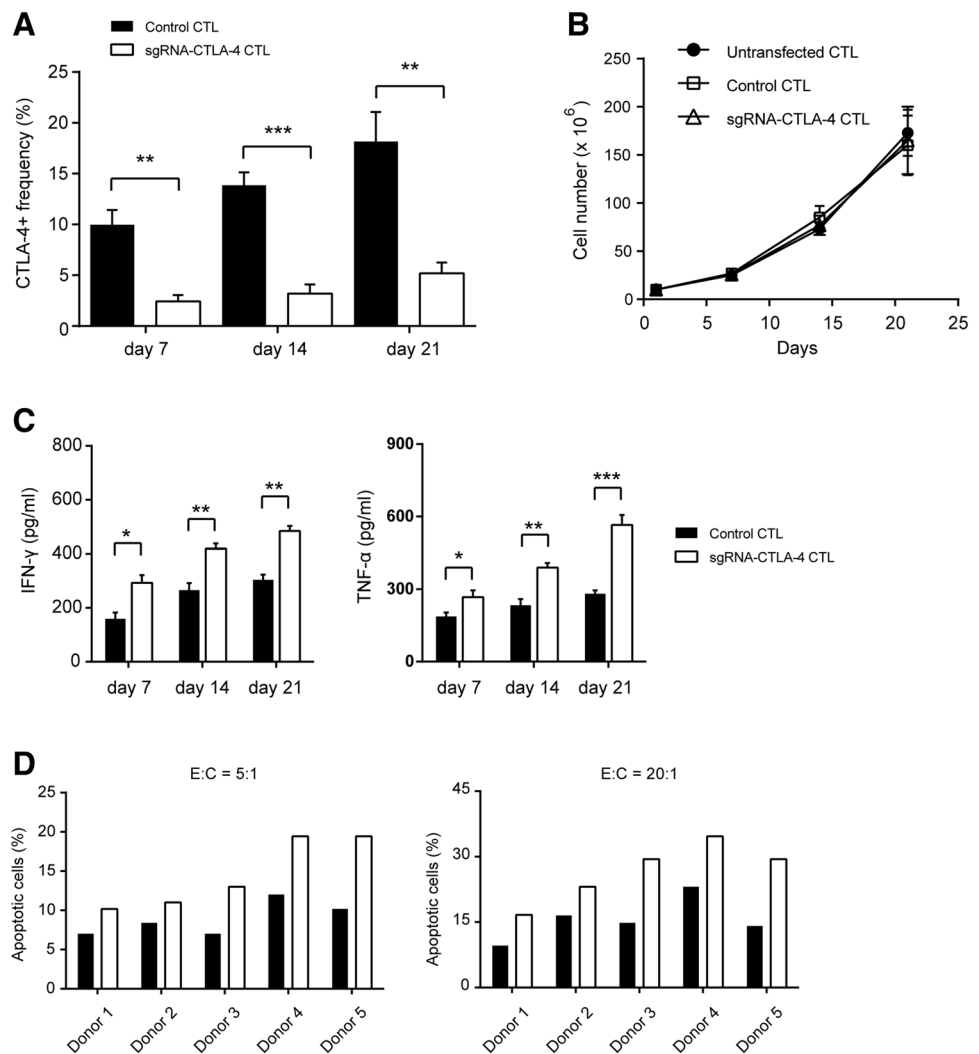 A
Control CTL
sgRNA-CTLA-4 CTL
CTLA-4+ frequency (%)
25
20
15
10
5
0
**
***
**
day 7
day 14
day 21
B
Untransfected CTL
Control CTL
sgRNA-CTLA-4 CTL
Cell number (x 10^6)
250
200
150
100
50
0
0
5
10
15
20
25
Days
C
IFN-γ (pg/ml)
800
600
400
200
0
*
**
**
day 7
day 14
day 21
TNF-α (pg/ml)
900
600
300
0
*
**
***
day 7
day 14
day 21
Control CTL
sgRNA-CTLA-4 CTL
D
E:C = 5:1
Apoptotic cells (%)
25
20
15
10
5
0
Donor 1
Donor 2
Donor 3
Donor 4
Donor 5
E:C = 20:1
Apoptotic cells (%)
45
30
15
0
Donor 1
Donor 2
Donor 3
Donor 4
Donor 5